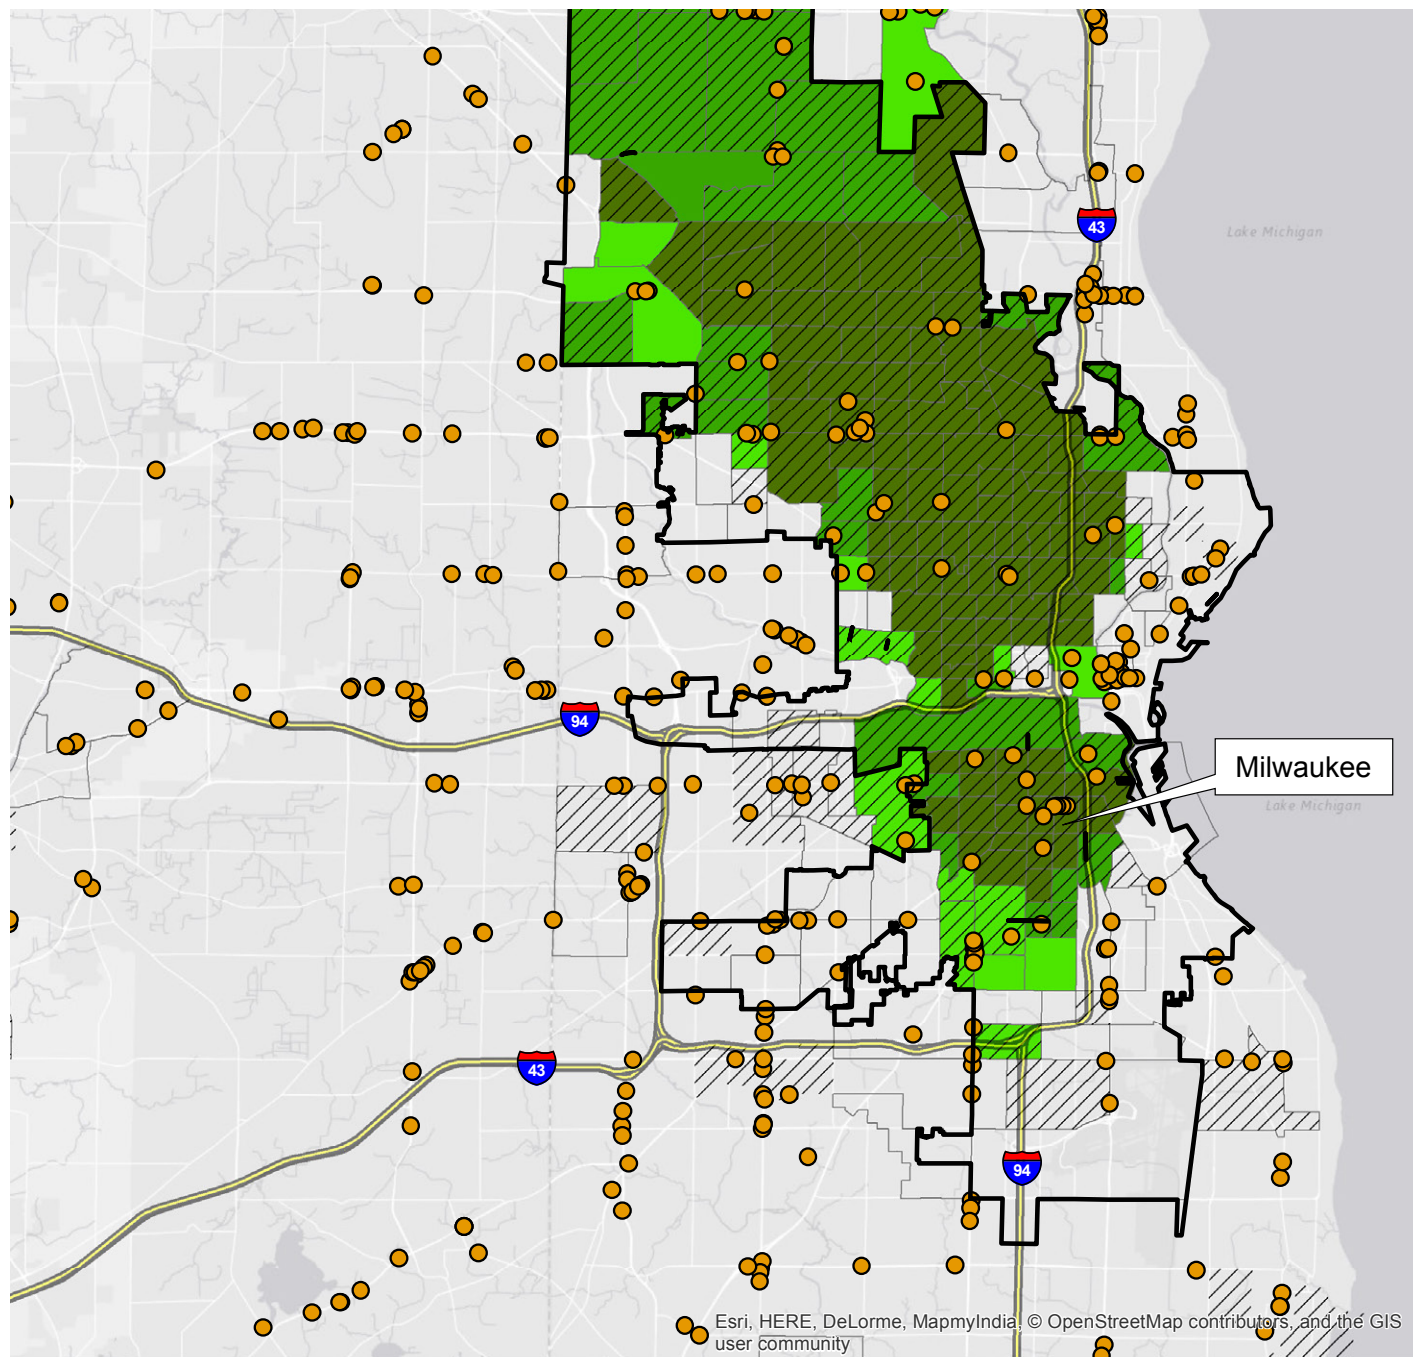 43
Lake Michigan
94
Milwaukee
Lake Michigan
43
94
Esri, HERE, DeLorme, MapmyIndia, © OpenStreetMap contributors, and the GIS
user community